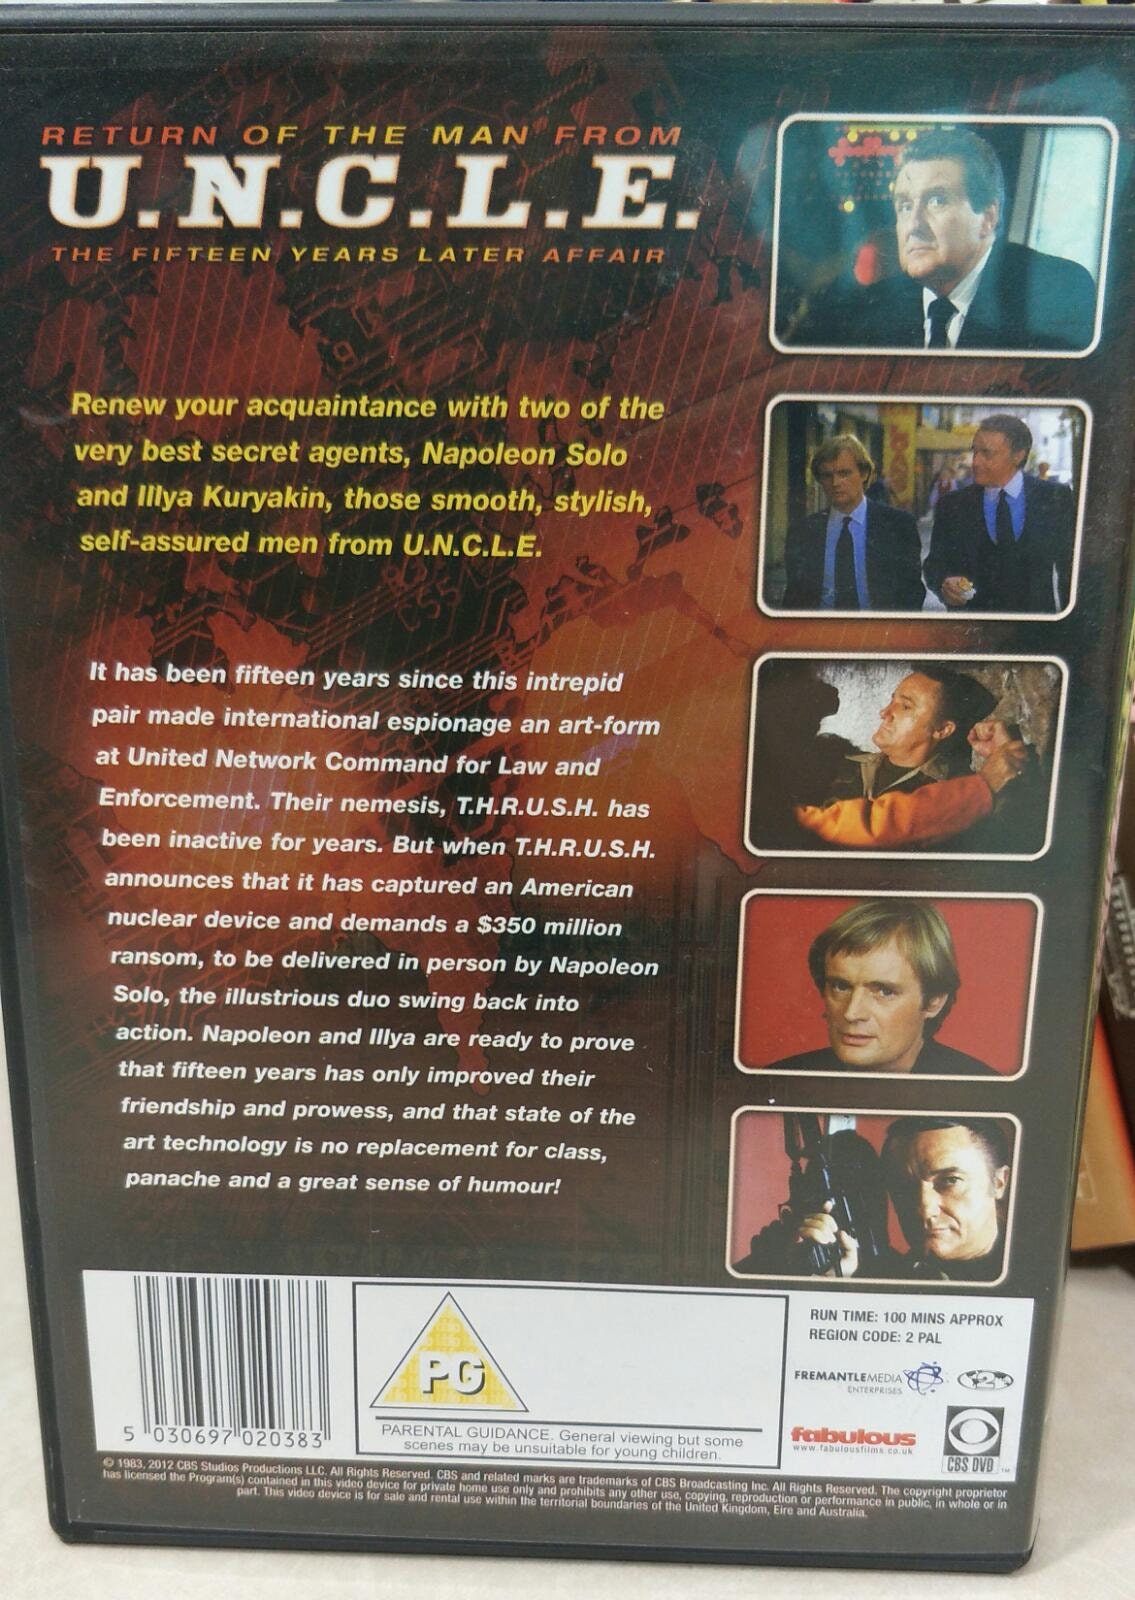 RETURN OF THE MAN FROM
U.N.C.L.E.
THE FIFTEEN YEARS LATER AFFAIR
Renew your acquaintance with two of the
very best secret agents, Napoleon Solo
and Illya Kuryakin, those smooth, stylish,
self-assured men from U.N.C.L.E.
It has been fifteen years since this intrepid
pair made international espionage an art-form
at United Network Command for Law and
Enforcement. Their nemesis, T.H.R.U.S.H. has
been inactive for years. But when T.H.R.U.S.H.
announces that it has captured an American
nuclear device and demands a $350 million
ransom, to be delivered in person by Napoleon
Solo, the illustrious duo swing back into
action. Napoleon and Illya are ready to prove
that fifteen years has only improved their
friendship and prowess, and that state of the
art technology is no replacement for class,
panache and a great sense of humour!
5 030697 020383
PG
PARENTAL GUIDANCE. General viewing but some
scenes may be unsuitable for young children.
RUN TIME: 100 MINS APPROX
REGION CODE: 2 PAL
FREMANTLEMEDIA
ENTERPRISES
2
fabulous
www.fabulousfilms.co.uk
CBS DVD ™
© 1983, 2012 CBS Studios Productions LLC. All Rights Reserved. CBS and related marks are trademarks of CBS Broadcasting Inc. All Rights Reserved. The copyright proprietor
has licensed the Program(s) contained in this video device for private home use only and prohibits any other use, copying, reproduction or performance in public, in whole or in
part. This video device is for sale and rental use within the territorial boundaries of the United Kingdom, Eire and Australia.